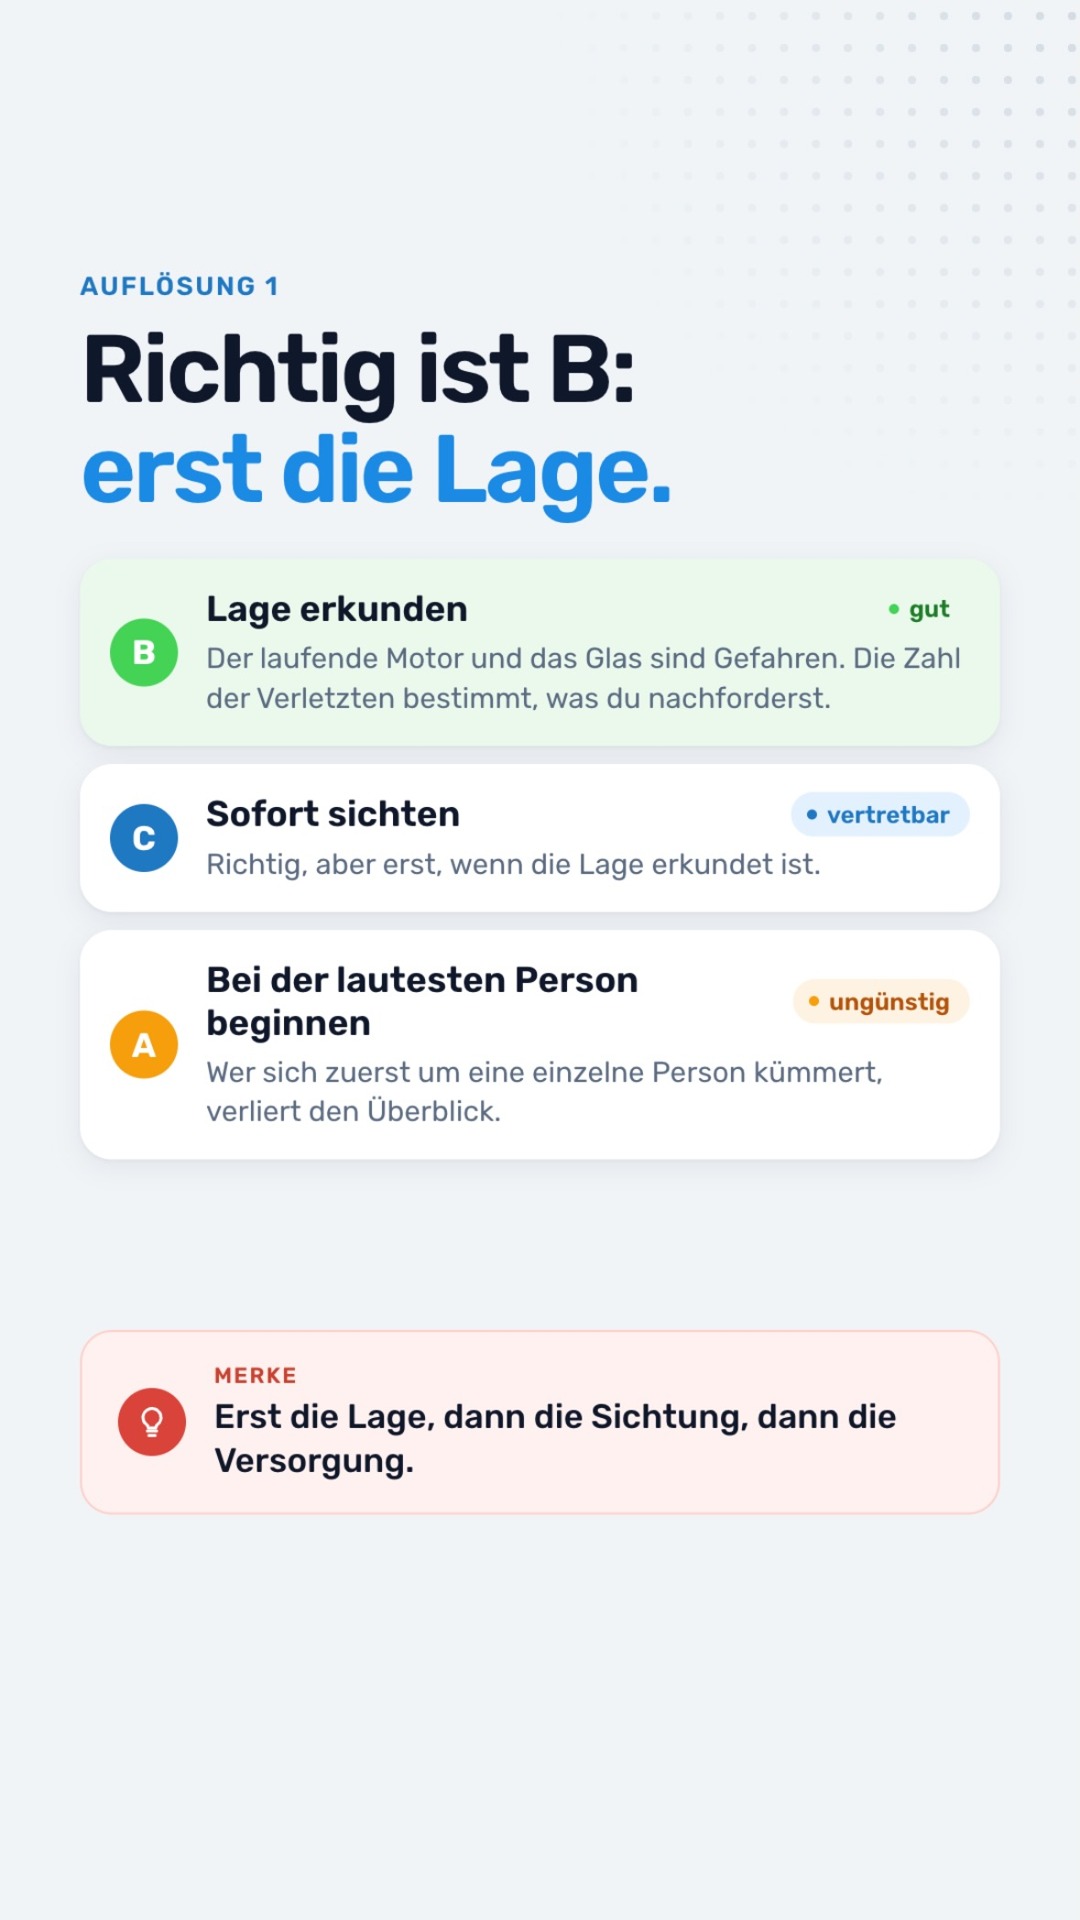 AUFLÖSUNG 1
Richtig ist B:
erst die Lage.
B
Lage erkunden
gut
Der laufende Motor und das Glas sind Gefahren. Die Zahl
der Verletzten bestimmt, was du nachforderst.
C
Sofort sichten
vertretbar
Richtig, aber erst, wenn die Lage erkundet ist.
A
Bei der lautesten Person
beginnen
ungünstig
Wer sich zuerst um eine einzelne Person kümmert,
verliert den Überblick.
MERKE
Erst die Lage, dann die Sichtung, dann die
Versorgung.